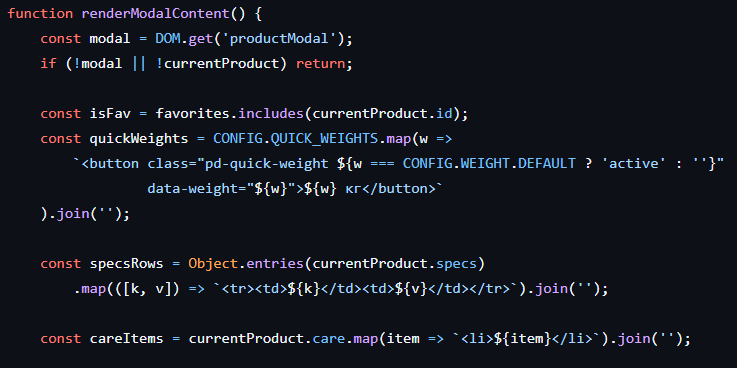 function renderModalContent() {
    const modal = DOM.get('productModal');
    if (!modal || !currentProduct) return;

    const isFav = favorites.includes(currentProduct.id);
    const quickWeights = CONFIG.QUICK_WEIGHTS.map(w =>
        `<button class="pd-quick-weight ${w === CONFIG.WEIGHT.DEFAULT ? 'active' : ''}"
                 data-weight="${w}">${w} кг</button>`
    ).join('');

    const specsRows = Object.entries(currentProduct.specs)
        .map(([k, v]) => `<tr><td>${k}</td><td>${v}</td></tr>`).join('');

    const careItems = currentProduct.care.map(item => `<li>${item}</li>`).join('');